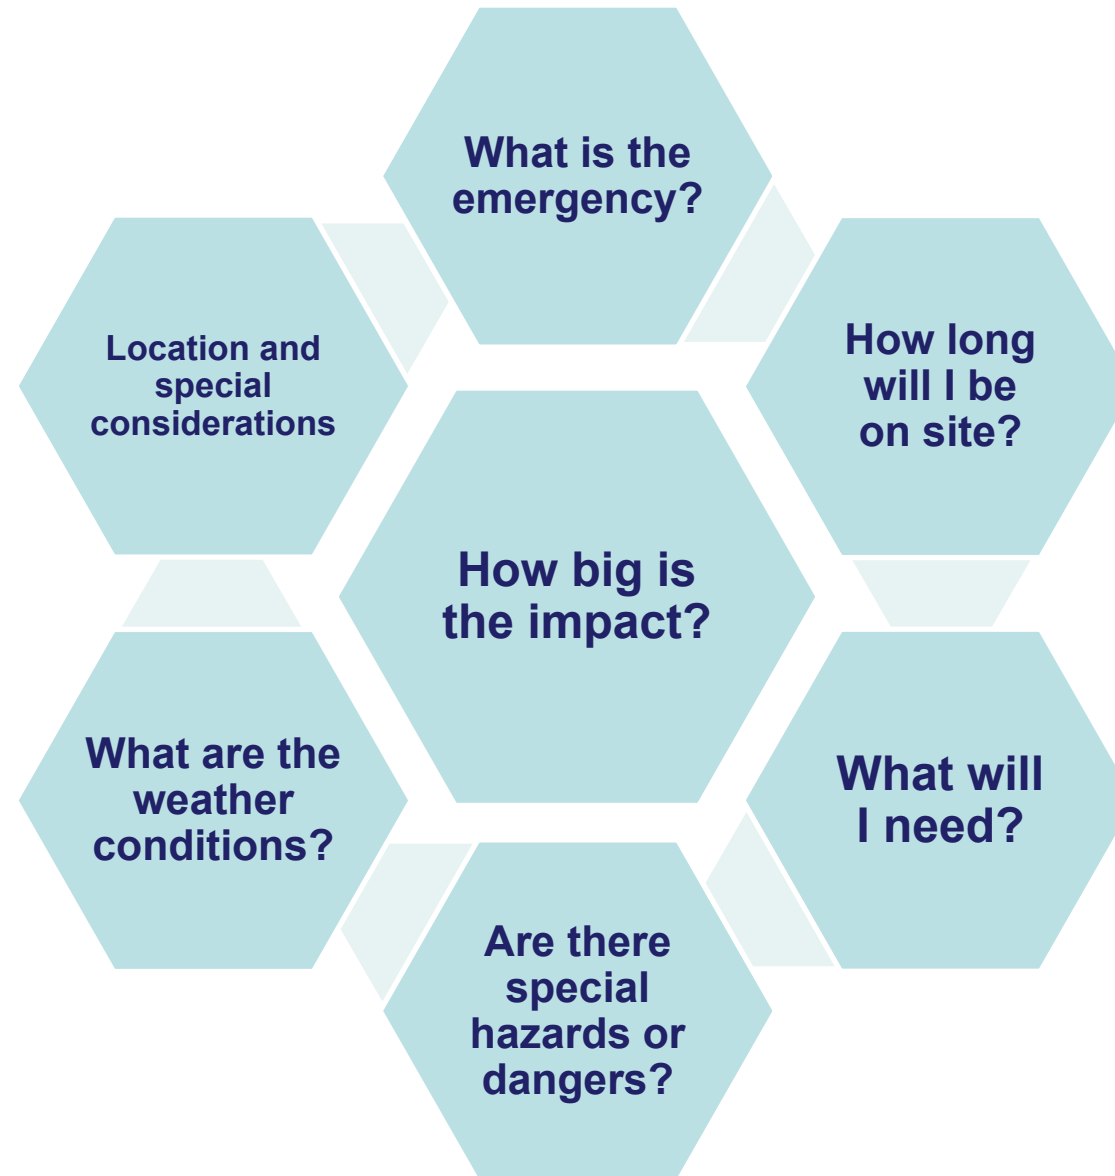 What is the
emergency?
How long
will I be
on site?
What will
I need?
Are there
special
hazards or
dangers?
What are the
weather
conditions?
Location and
special
considerations
How big is
the impact?